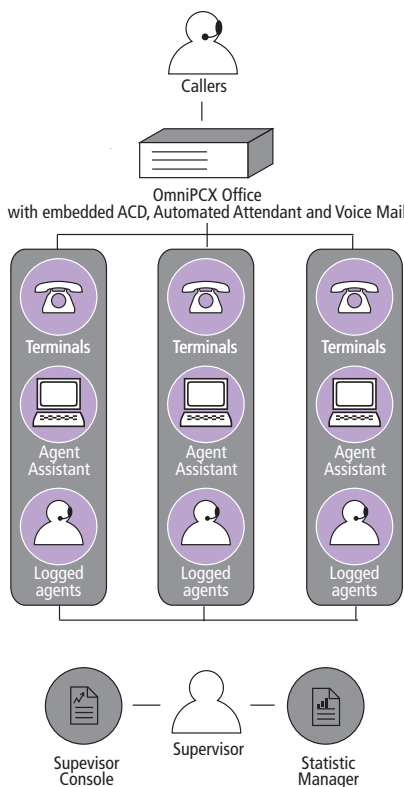 Callers
OmniPCX Office
with embedded ACD, Automated Attendant and Voice Mail
Terminals
Terminals
Terminals
Agent
Assistant
Agent
Assistant
Agent
Assistant
Logged
agents
Logged
agents
Logged
agents
Supevisor
Console
Supervisor
Statistic
Manager